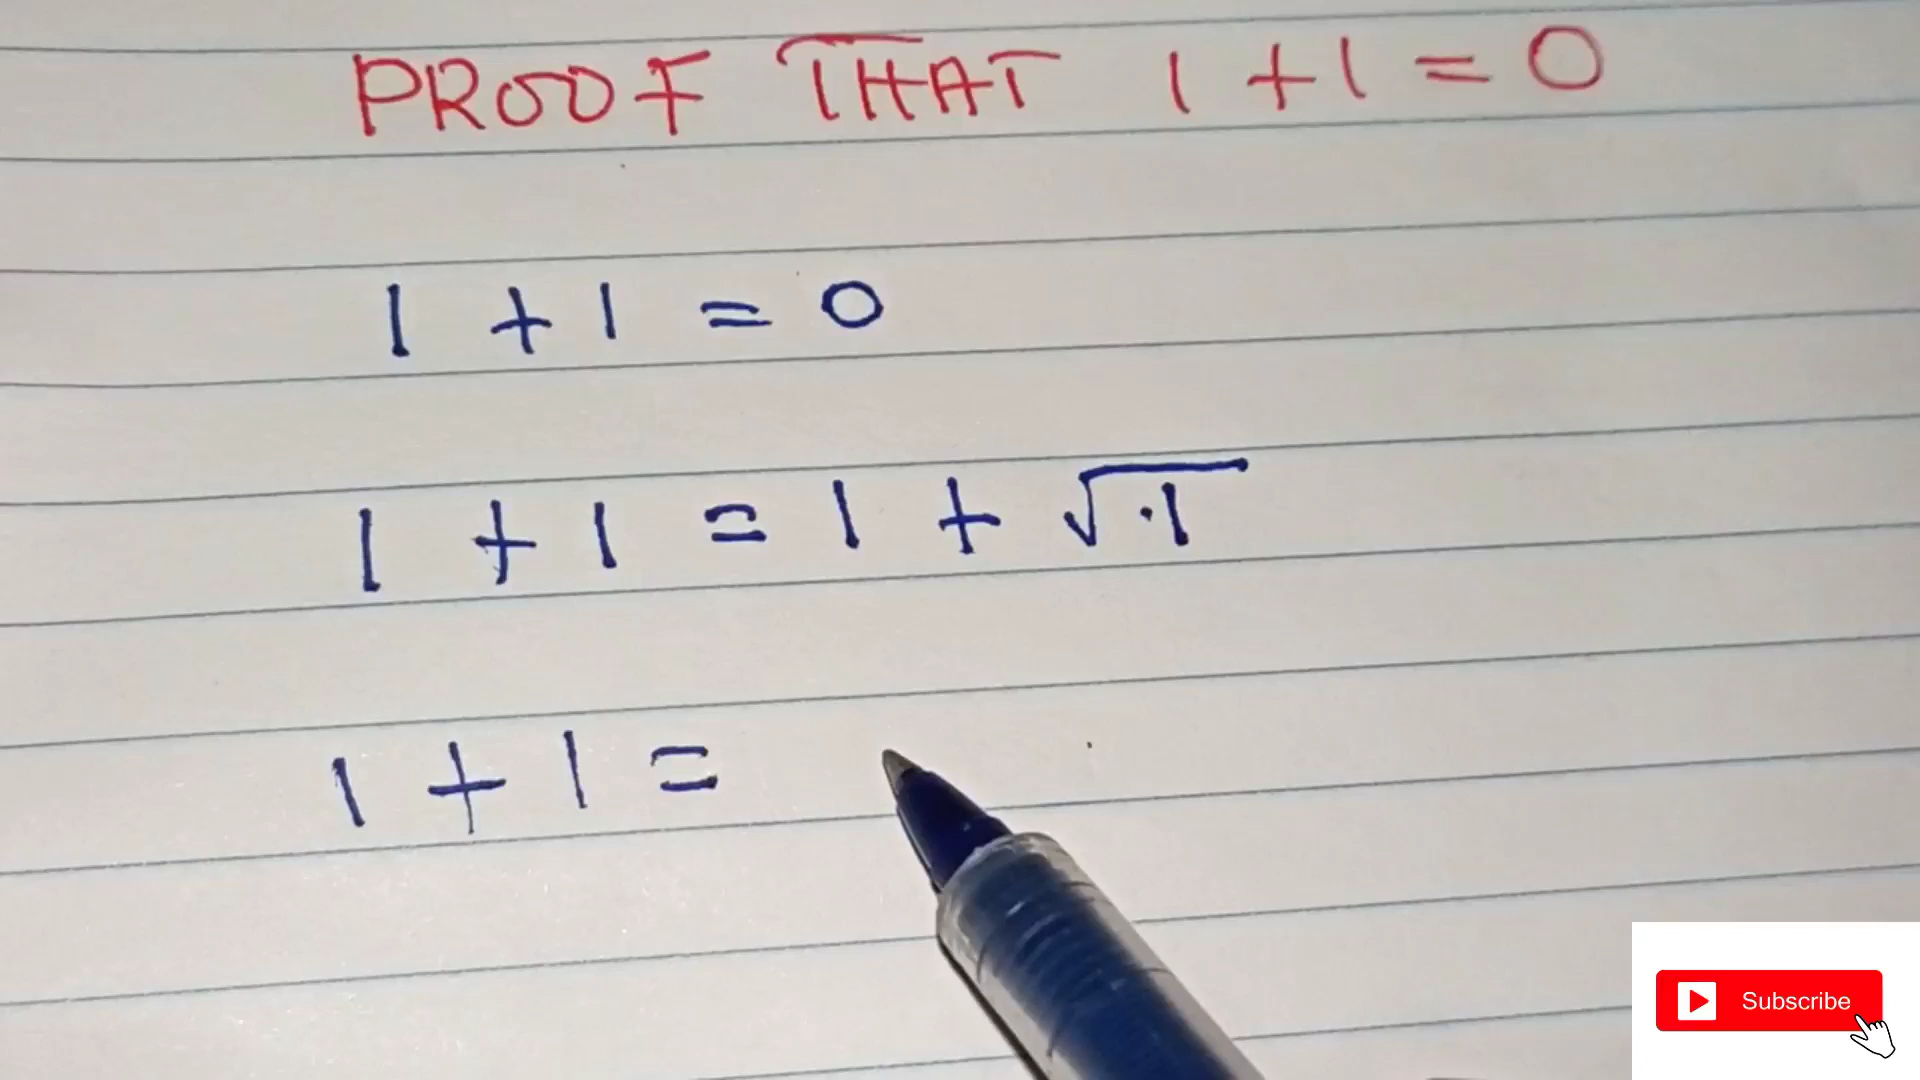 PROOF THAT 1 + 1 = 0
1 + 1 = 0
1 + 1 = 1 + √·1
1 + 1 =
Subscribe